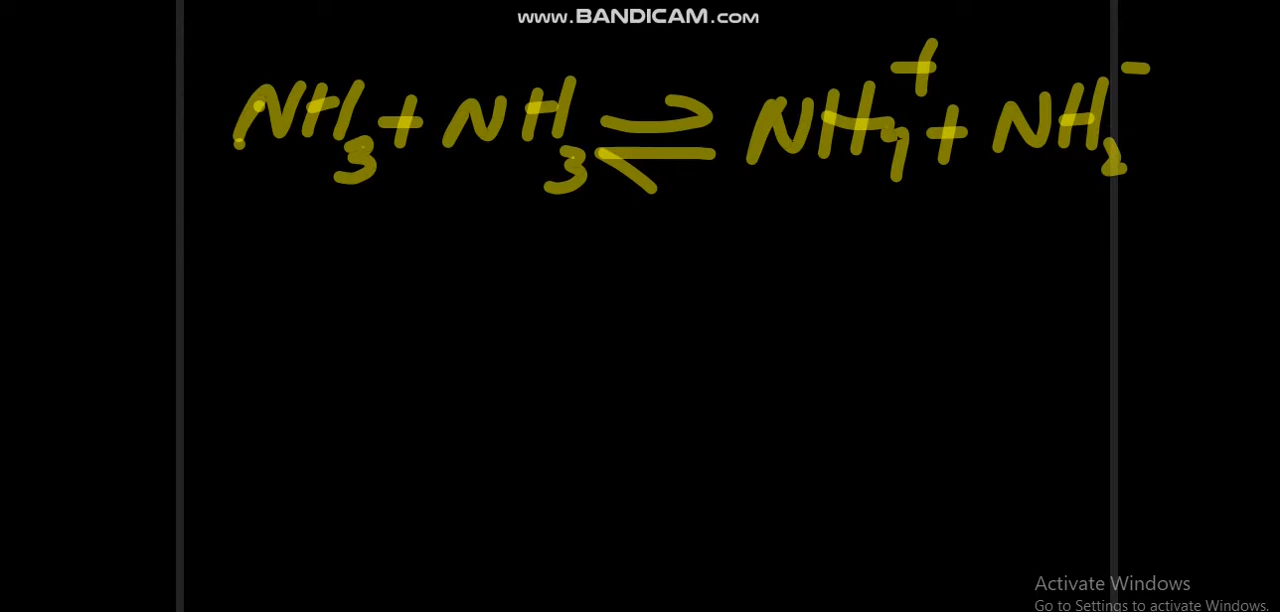 www.BANDICAM.com
NH₃ + NH₃ ⇌ NH₄⁺ + NH₂⁻
Activate Windows
Go to Settings to activate Windows.